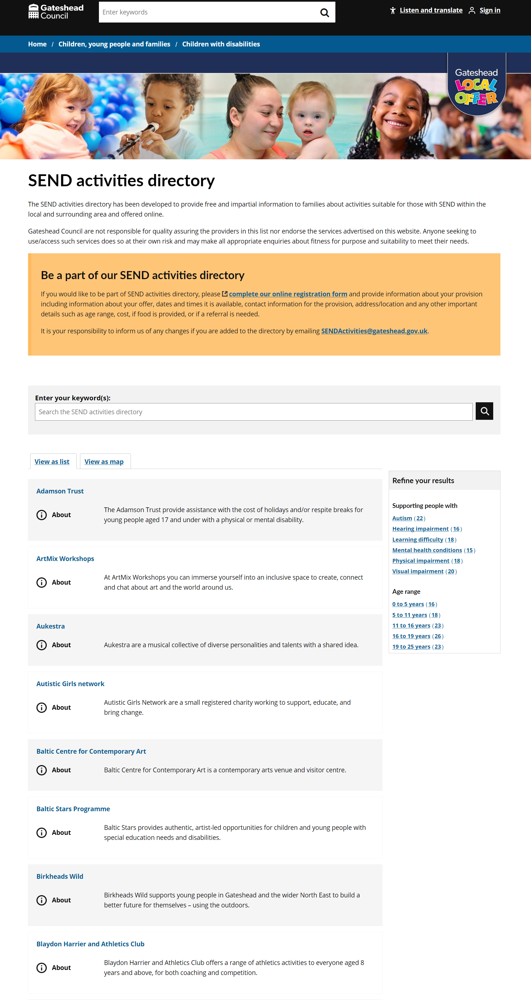 Gateshead
Council
Enter keywords
Listen and translate
Sign in
Home / Children, young people and families / Children with disabilities
Gateshead
LOCAL
OFFER
SEND activities directory
The SEND activities directory has been developed to provide free and impartial information to families about activities suitable for those with SEND within the
local and surrounding area and offered online.
Gateshead Council are not responsible for quality assuring the providers in this list nor endorse the services advertised on this website. Anyone seeking to
use/access such services does so at their own risk and may make all appropriate enquiries about fitness for purpose and suitability to meet their needs.
Be a part of our SEND activities directory
If you would like to be part of SEND activities directory, please complete our online registration form and provide information about your provision
including information about your offer, dates and times it is available, contact information for the provision, address/location and any other important
details such as age range, cost, if food is provided, or if a referral is needed.
It is your responsibility to inform us of any changes if you are added to the directory by emailing SENDActivities@gateshead.gov.uk.
Enter your keyword(s):
Search the SEND activities directory
View as list
View as map
Adamson Trust
About
The Adamson Trust provide assistance with the cost of holidays and/or respite breaks for
young people aged 17 and under with a physical or mental disability.
ArtMix Workshops
About
At ArtMix Workshops you can immerse yourself into an inclusive space to create, connect
and chat about art and the world around us.
Aukestra
About
Aukestra are a musical collective of diverse personalities and talents with a shared idea.
Autistic Girls network
About
Autistic Girls Network are a small registered charity working to support, educate, and
bring change.
Baltic Centre for Contemporary Art
About
Baltic Centre for Contemporary Art is a contemporary arts venue and visitor centre.
Baltic Stars Programme
About
Baltic Stars provides authentic, artist-led opportunities for children and young people with
special education needs and disabilities.
Birkheads Wild
About
Birkheads Wild supports young people in Gateshead and the wider North East to build a
better future for themselves – using the outdoors.
Blaydon Harrier and Athletics Club
About
Blaydon Harrier and Athletics Club offers a range of athletics activities to everyone aged 8
years and above, for both coaching and competition.
Refine your results
Supporting people with
Autism (22)
Hearing impairment (16)
Learning difficulty (18)
Mental health conditions (15)
Physical impairment (18)
Visual impairment (20)
Age range
0 to 5 years (16)
5 to 11 years (18)
11 to 16 years (23)
16 to 19 years (26)
19 to 25 years (23)